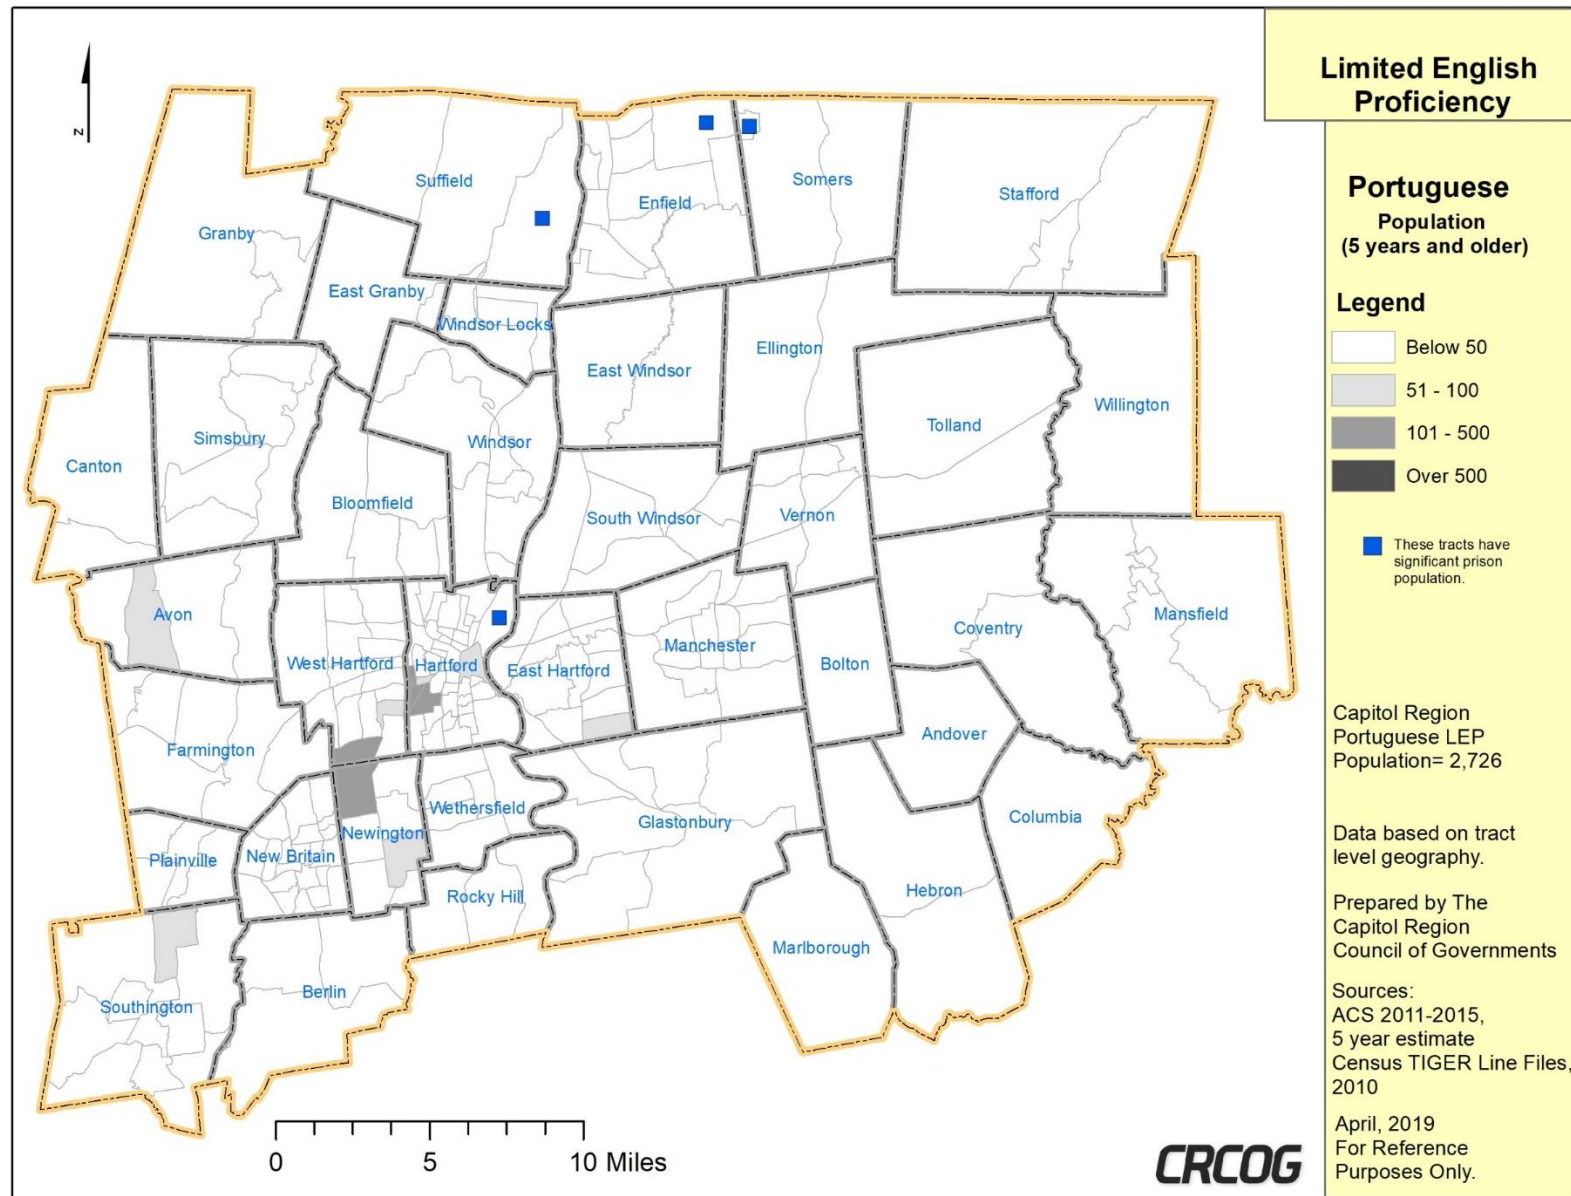 Limited English
Proficiency
Portuguese
Population
(5 years and older)
Legend
Below 50
51 - 100
101 - 500
Over 500
These tracts have
significant prison
population.
Capitol Region
Portuguese LEP
Population= 2,726
Data based on tract
level geography.
Prepared by The
Capitol Region
Council of Governments
Sources:
ACS 2011-2015,
5 year estimate
Census TIGER Line Files,
2010
April, 2019
For Reference
Purposes Only.
z
Suffield
Enfield
Somers
Stafford
Granby
East Granby
Windsor Locks
East Windsor
Ellington
Tolland
Willington
Canton
Simsbury
Windsor
Bloomfield
South Windsor
Vernon
Avon
West Hartford
Hartford
East Hartford
Manchester
Bolton
Coventry
Mansfield
Farmington
Andover
Wethersfield
Newington
Glastonbury
Columbia
Plainville
New Britain
Rocky Hill
Hebron
Marlborough
Southington
Berlin
0 5 10 Miles
CRCOG